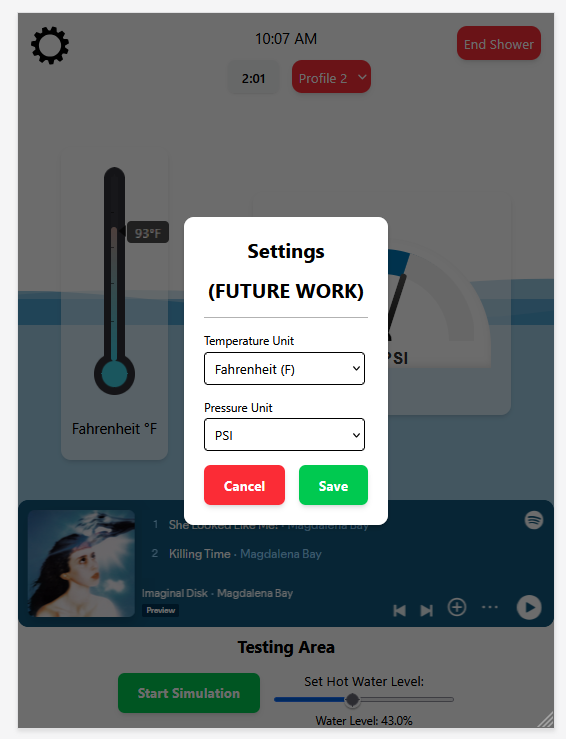 10:07 AM
End Shower
2:01
Profile 2
93°F
Settings
(FUTURE WORK)
Temperature Unit
Fahrenheit (F)
PSI
Pressure Unit
PSI
Fahrenheit °F
Cancel
Save
1 She Looked Like Me! · Magdalena Bay
2 Killing Time · Magdalena Bay
Imaginal Disk · Magdalena Bay
Preview
Testing Area
Start Simulation
Set Hot Water Level:
Water Level: 43.0%